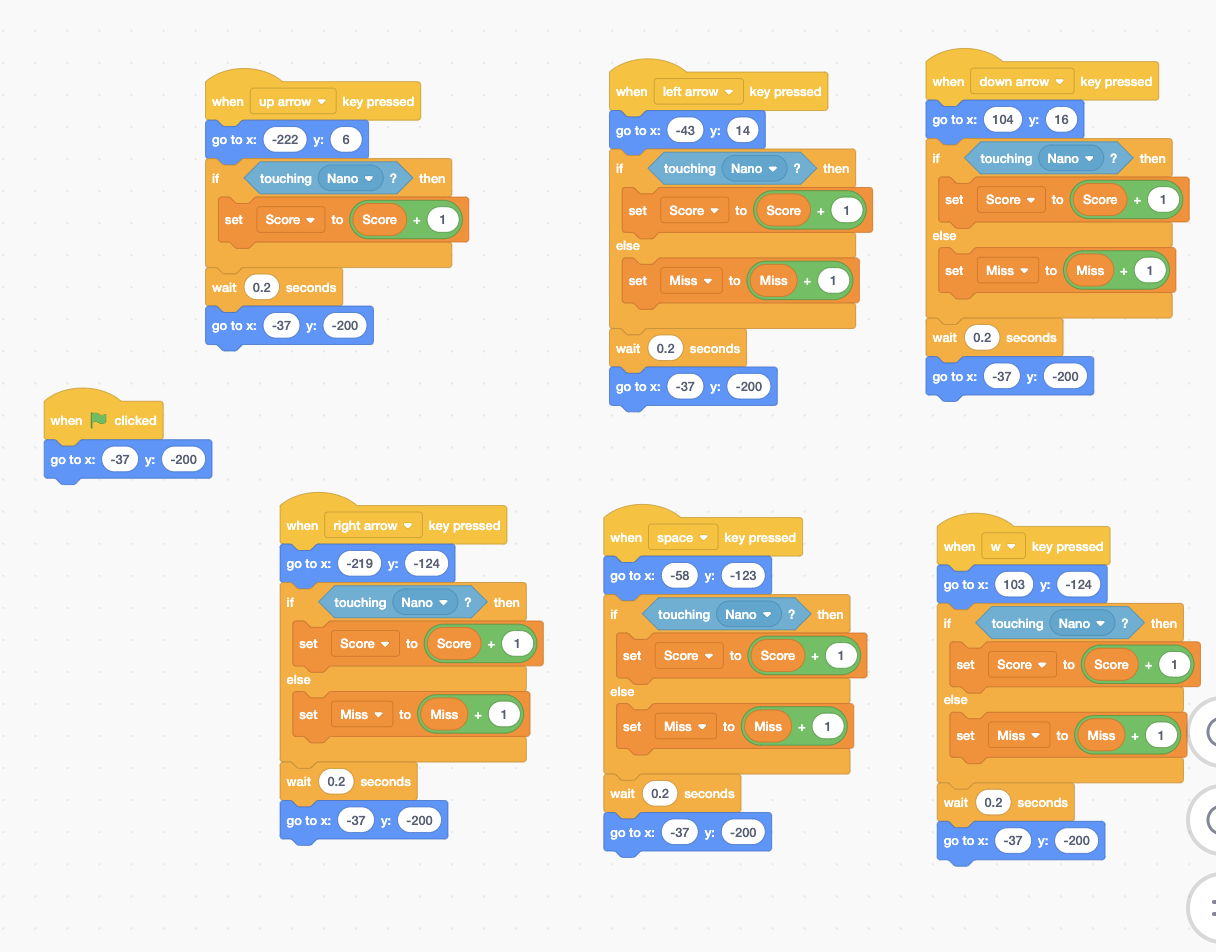 when up arrow key pressed
go to x: -222 y: 6
if touching Nano ? then
set Score to Score + 1
wait 0.2 seconds
go to x: -37 y: -200
when left arrow key pressed
go to x: -43 y: 14
if touching Nano ? then
set Score to Score + 1
else
set Miss to Miss + 1
wait 0.2 seconds
go to x: -37 y: -200
when down arrow key pressed
go to x: 104 y: 16
if touching Nano ? then
set Score to Score + 1
else
set Miss to Miss + 1
wait 0.2 seconds
go to x: -37 y: -200
when clicked
go to x: -37 y: -200
when right arrow key pressed
go to x: -219 y: -124
if touching Nano ? then
set Score to Score + 1
else
set Miss to Miss + 1
wait 0.2 seconds
go to x: -37 y: -200
when space key pressed
go to x: -58 y: -123
if touching Nano ? then
set Score to Score + 1
else
set Miss to Miss + 1
wait 0.2 seconds
go to x: -37 y: -200
when w key pressed
go to x: 103 y: -124
if touching Nano ? then
set Score to Score + 1
else
set Miss to Miss + 1
wait 0.2 seconds
go to x: -37 y: -200